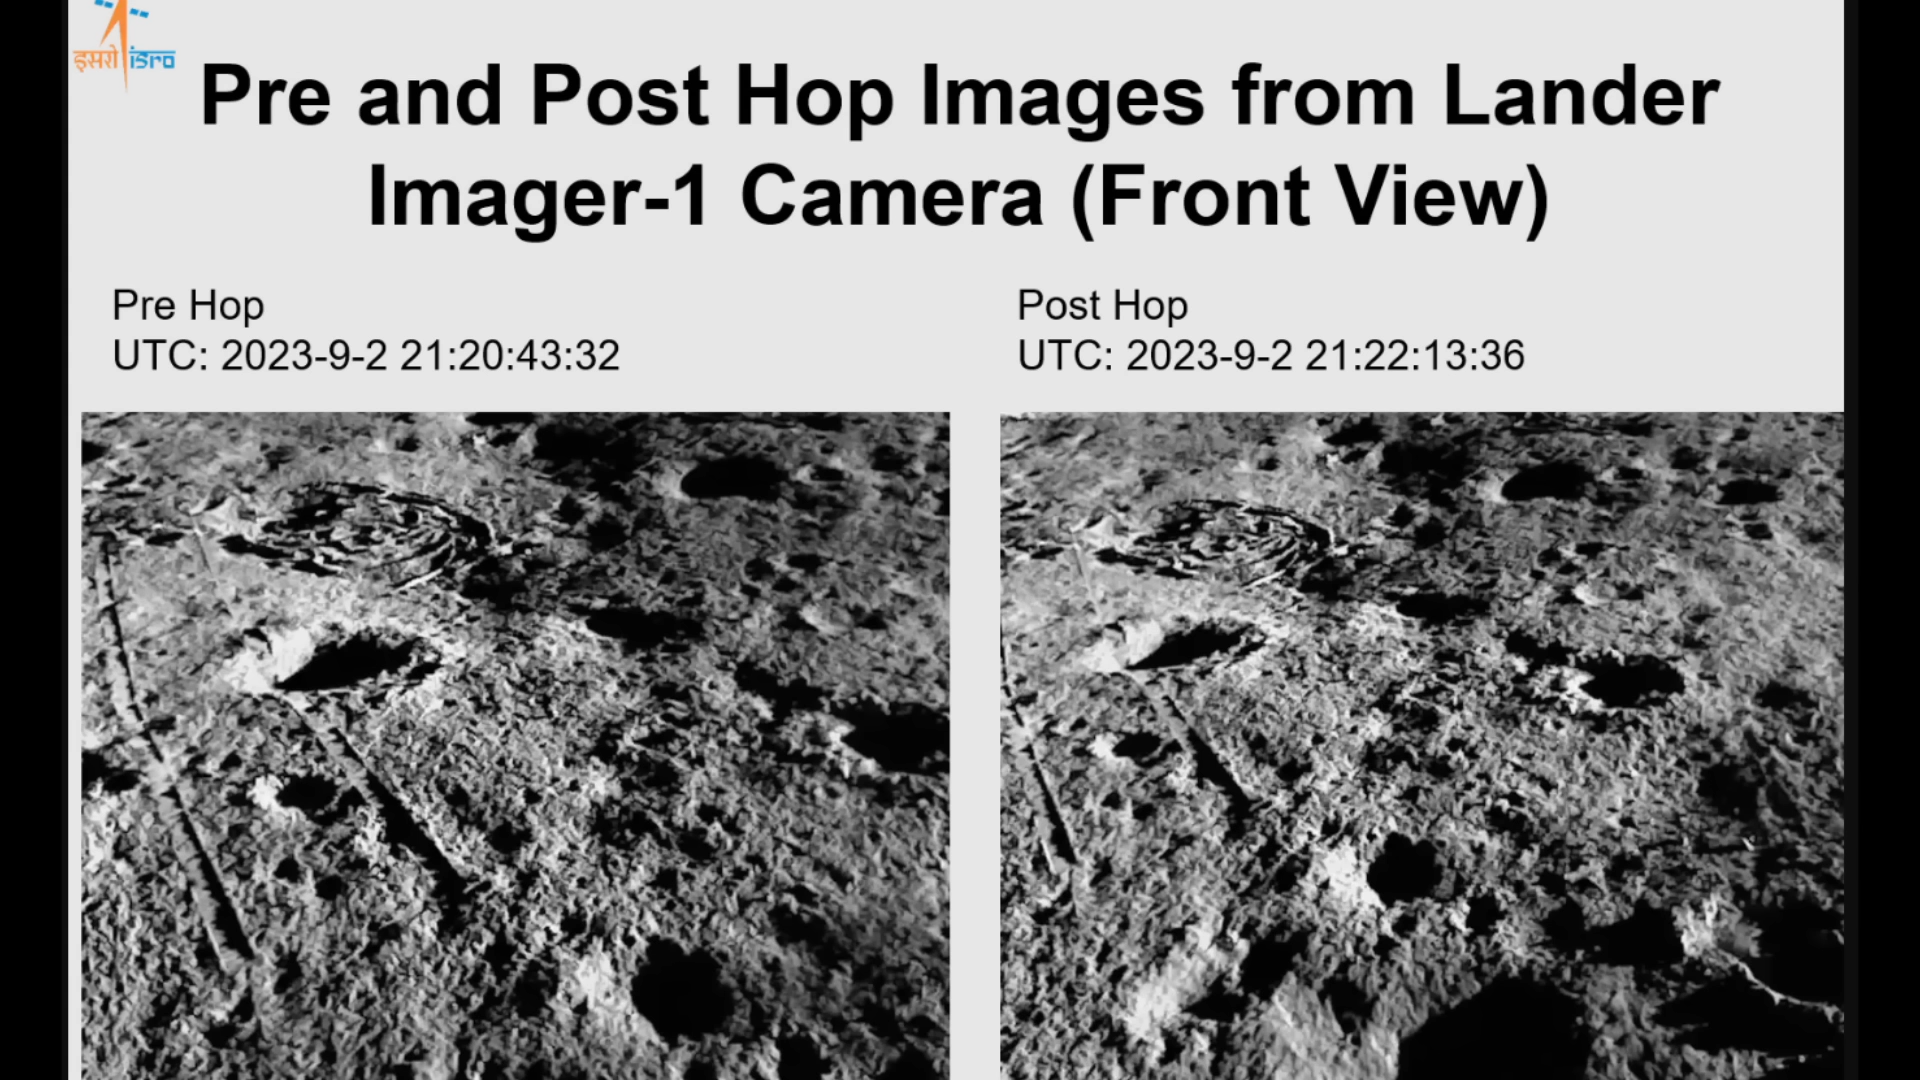 इसरो isro
Pre and Post Hop Images from Lander
Imager-1 Camera (Front View)
Pre Hop
UTC: 2023-9-2 21:20:43:32
Post Hop
UTC: 2023-9-2 21:22:13:36